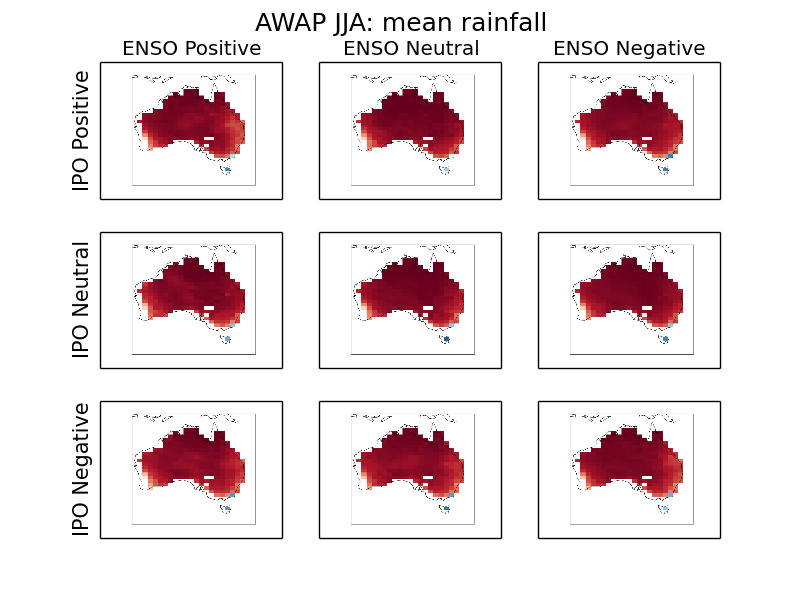 AWAP JJA: mean rainfall
ENSO Positive
ENSO Neutral
ENSO Negative
IPO Positive
IPO Neutral
IPO Negative